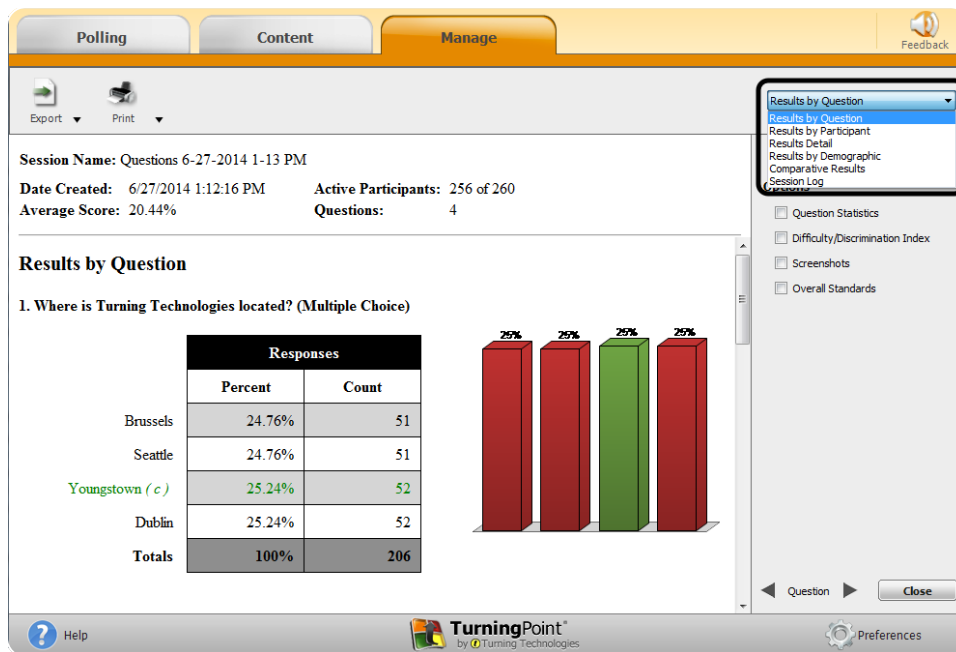 Polling
Content
Manage
Feedback
Export
Print
Results by Question
Results by Question
Results by Participant
Results Detail
Results by Demographic
Comparative Results
Session Log
Options
Question Statistics
Difficulty/Discrimination Index
Screenshots
Overall Standards
Session Name: Questions 6-27-2014 1-13 PM
Date Created: 6/27/2014 1:12:16 PM Active Participants: 256 of 260
Average Score: 20.44% Questions: 4
Results by Question
1. Where is Turning Technologies located? (Multiple Choice)
Responses
Percent Count
Brussels 24.76% 51
Seattle 24.76% 51
Youngstown ( c ) 25.24% 52
Dublin 25.24% 52
Totals 100% 206
25% 25% 25% 25%
Question
Close
Help
TurningPoint®
by Turning Technologies
Preferences